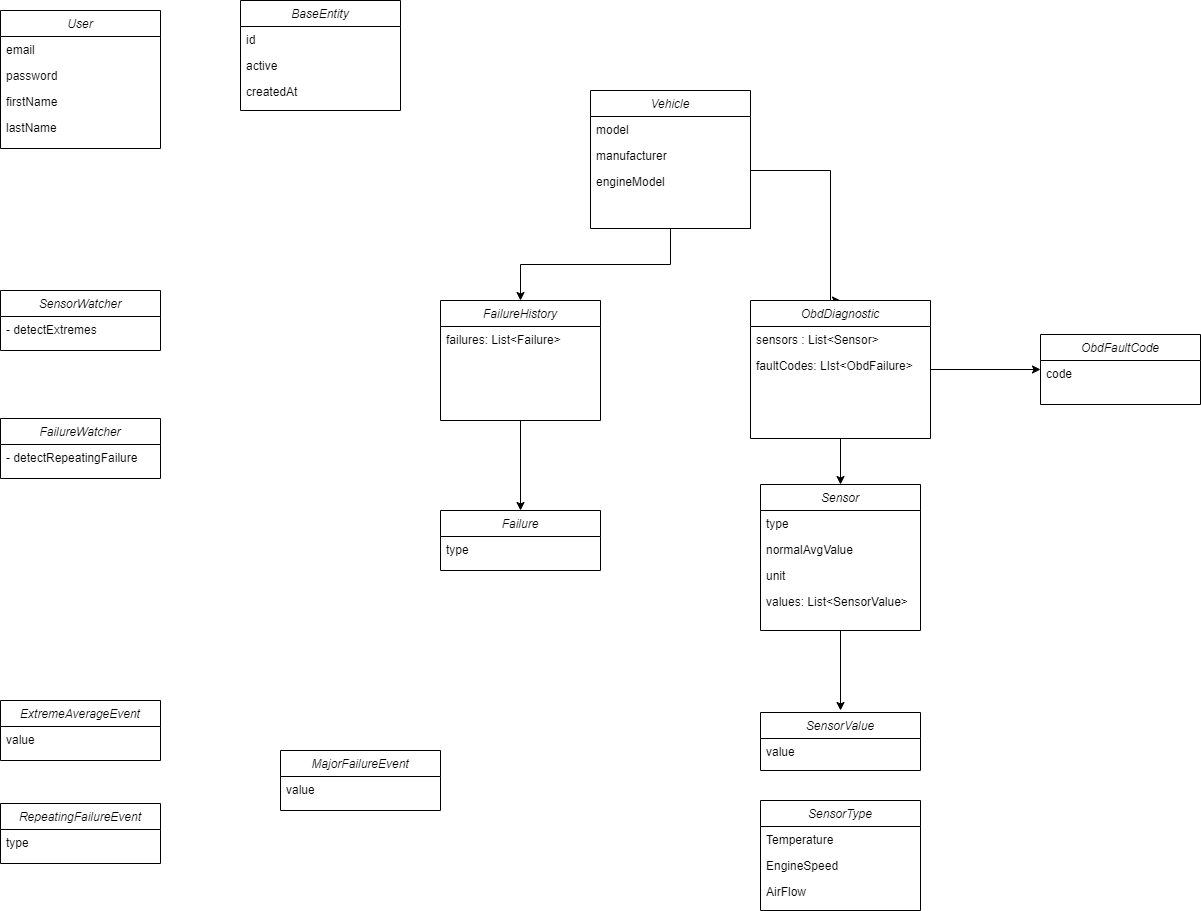 User
email
password
firstName
lastName
BaseEntity
id
active
createdAt
Vehicle
model
manufacturer
engineModel
SensorWatcher
- detectExtremes
FailureHistory
failures: List<Failure>
ObdDiagnostic
sensors : List<Sensor>
faultCodes: LIst<ObdFailure>
ObdFaultCode
code
FailureWatcher
- detectRepeatingFailure
Failure
type
Sensor
type
normalAvgValue
unit
values: List<SensorValue>
ExtremeAverageEvent
value
MajorFailureEvent
value
SensorValue
value
RepeatingFailureEvent
type
SensorType
Temperature
EngineSpeed
AirFlow